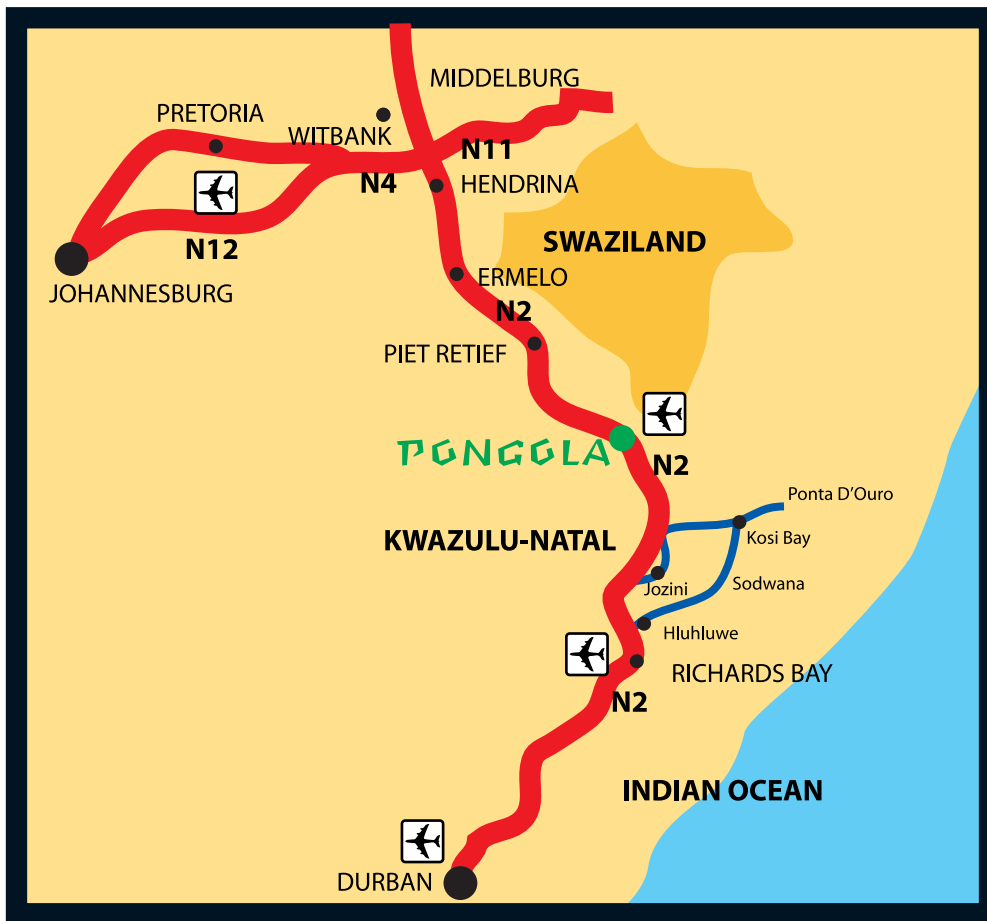 MIDDELBURG
PRETORIA
WITBANK
N11
N4
HENDRINA
N12
SWAZILAND
JOHANNESBURG
ERMELO
N2
PIET RETIEF
PONGOLA
N2
Ponta D'Ouro
KWAZULU-NATAL
Kosi Bay
Jozini
Sodwana
Hluhluwe
RICHARDS BAY
N2
INDIAN OCEAN
DURBAN